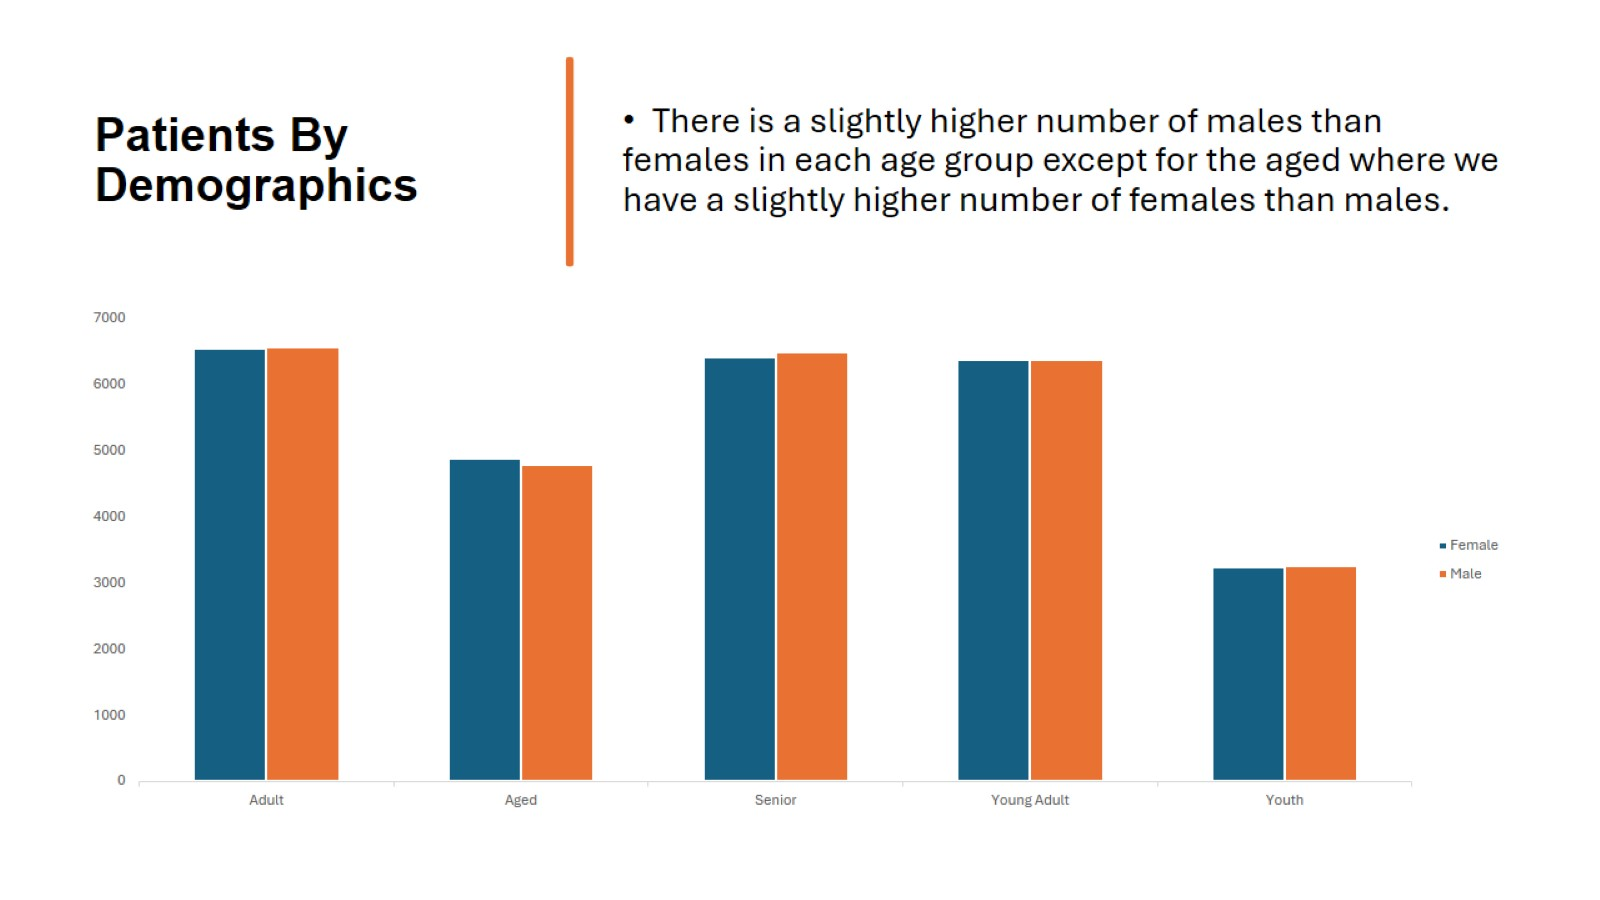 Patients By
Demographics
• There is a slightly higher number of males than
females in each age group except for the aged where we
have a slightly higher number of females than males.
7000
6000
5000
4000
3000
2000
1000
0
Adult
Aged
Senior
Young Adult
Youth
Female
Male